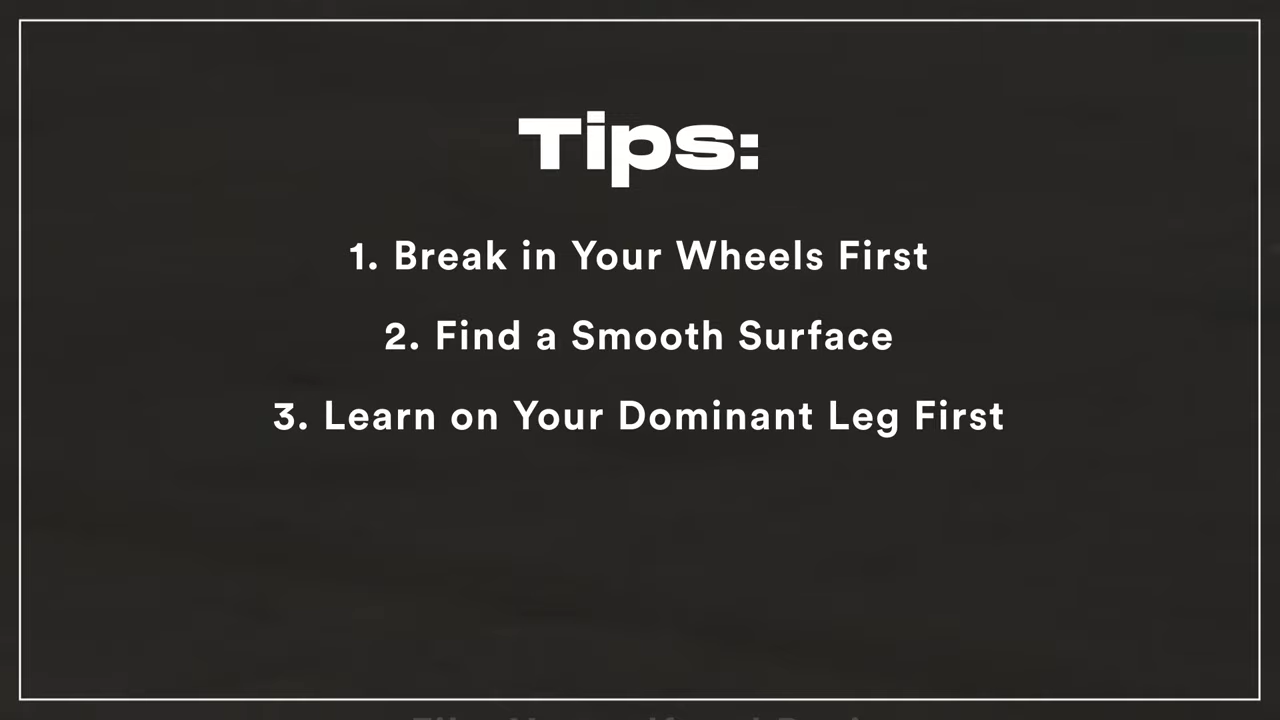 Tips:
1. Break in Your Wheels First
2. Find a Smooth Surface
3. Learn on Your Dominant Leg First